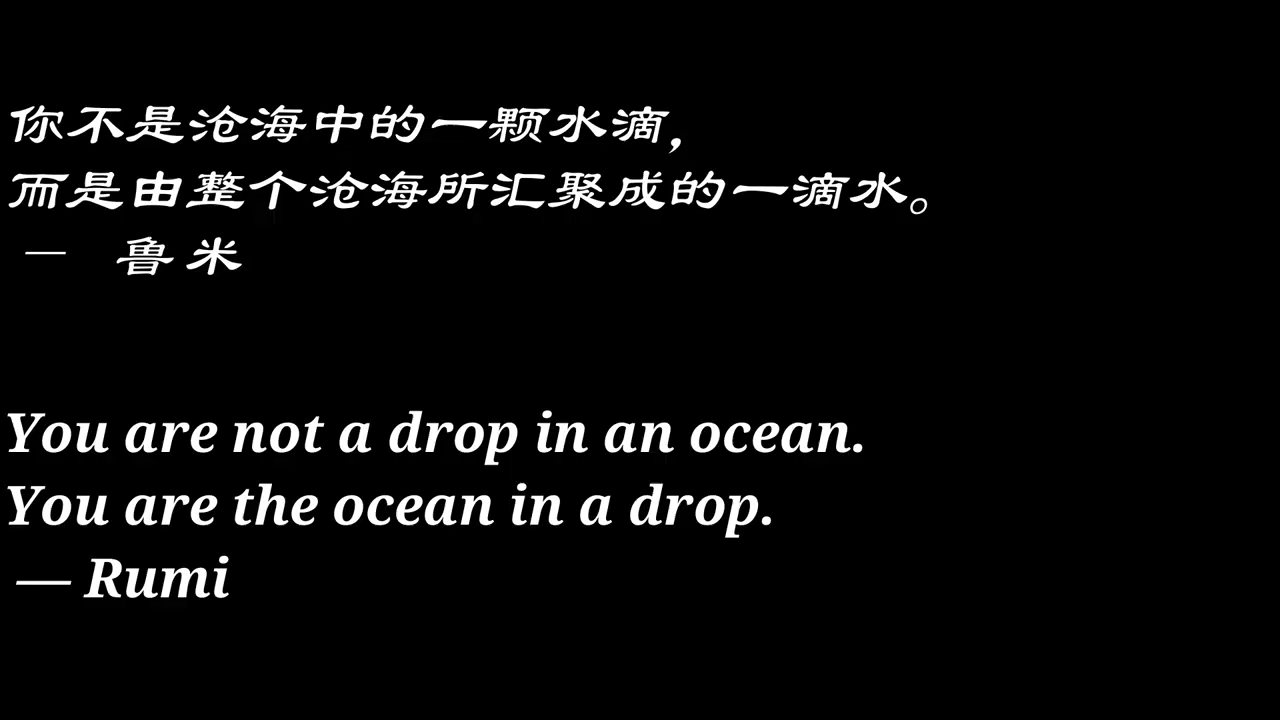 你不是沧海中的一颗水滴，
而是由整个沧海所汇聚成的一滴水。
— 鲁米
You are not a drop in an ocean.
You are the ocean in a drop.
— Rumi